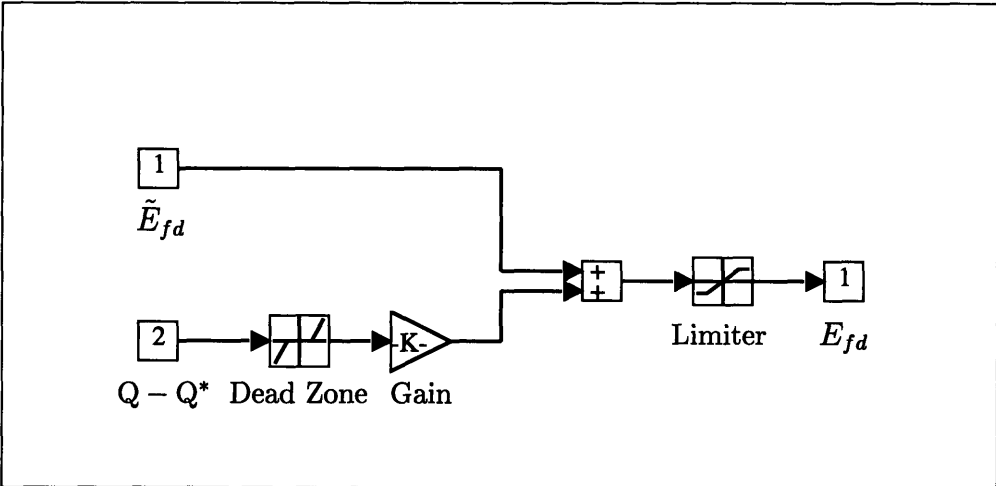 1
Ẽ_fd
+
+
1
Limiter
E_fd
2
-K-
Q − Q* Dead Zone Gain